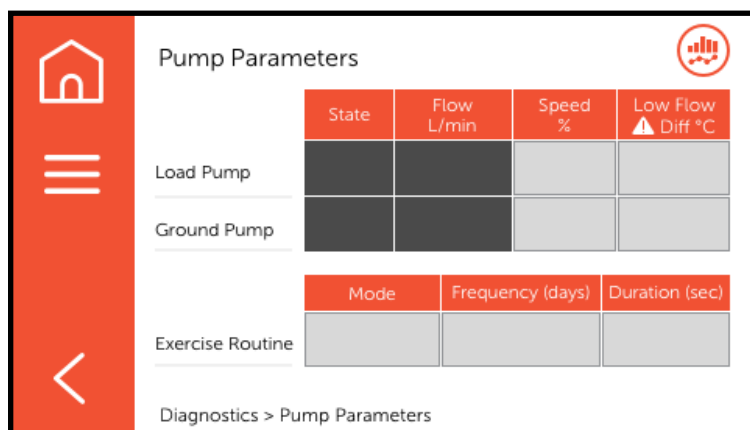 Pump Parameters
State
Flow
L/min
Speed
%
Low Flow
Diff °C
Load Pump
Ground Pump
Mode
Frequency (days)
Duration (sec)
Exercise Routine
Diagnostics > Pump Parameters